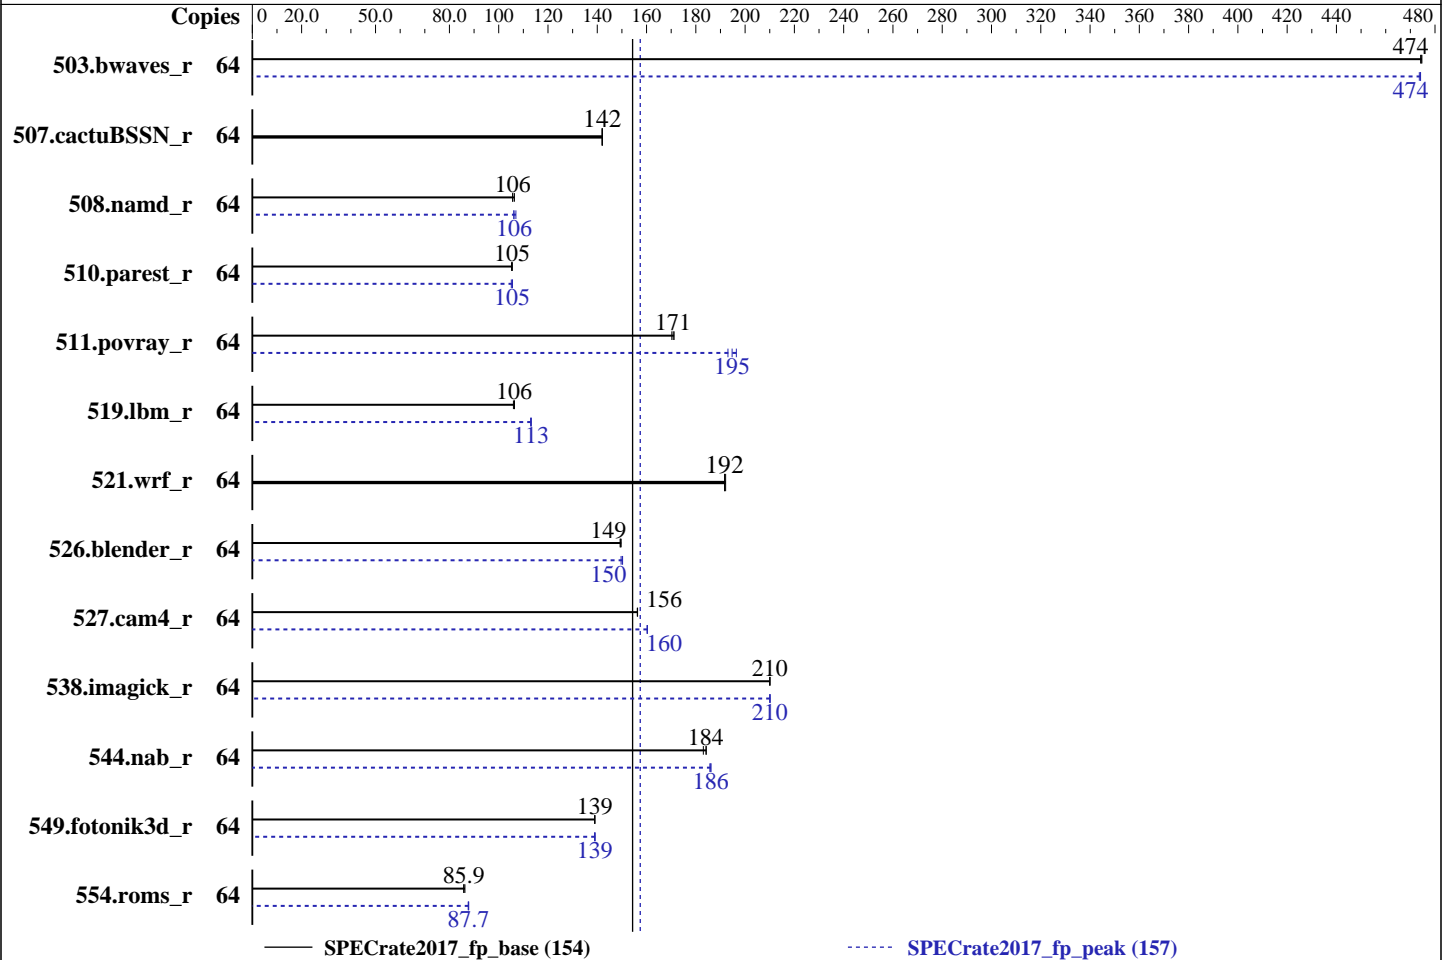 Copies 0 20.0 50.0 80.0 100 120 140 160 180 200 220 240 260 280 300 320 340 360 380 400 420 440 480
503.bwaves_r 64 474
474
507.cactuBSSN_r 64 142
508.namd_r 64 106
106
510.parest_r 64 105
105
511.povray_r 64 171
195
519.lbm_r 64 106
113
521.wrf_r 64 192
526.blender_r 64 149
150
527.cam4_r 64 156
160
538.imagick_r 64 210
210
544.nab_r 64 184
186
549.fotonik3d_r 64 139
139
554.roms_r 64 85.9
87.7
SPECrate2017_fp_base (154) SPECrate2017_fp_peak (157)